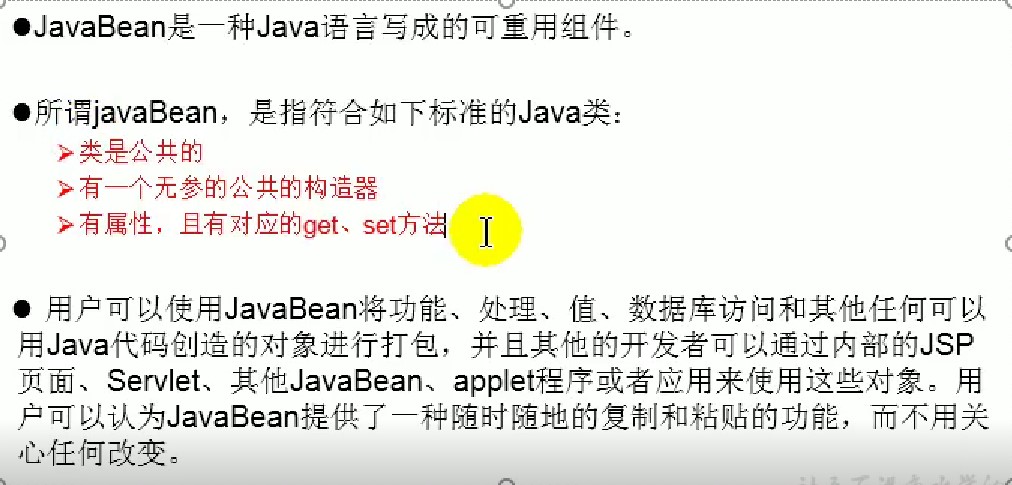 ●JavaBean是一种Java语言写成的可重用组件。
●所谓javaBean，是指符合如下标准的Java类：
➢类是公共的
➢有一个无参的公共的构造器
➢有属性，且有对应的get、set方法
● 用户可以使用JavaBean将功能、处理、值、数据库访问和其他任何可以
用Java代码创造的对象进行打包，并且其他的开发者可以通过内部的JSP
页面、Servlet、其他JavaBean、applet程序或者应用来使用这些对象。用
户可以认为JavaBean提供了一种随时随地的复制和粘贴的功能，而不用关
心任何改变。